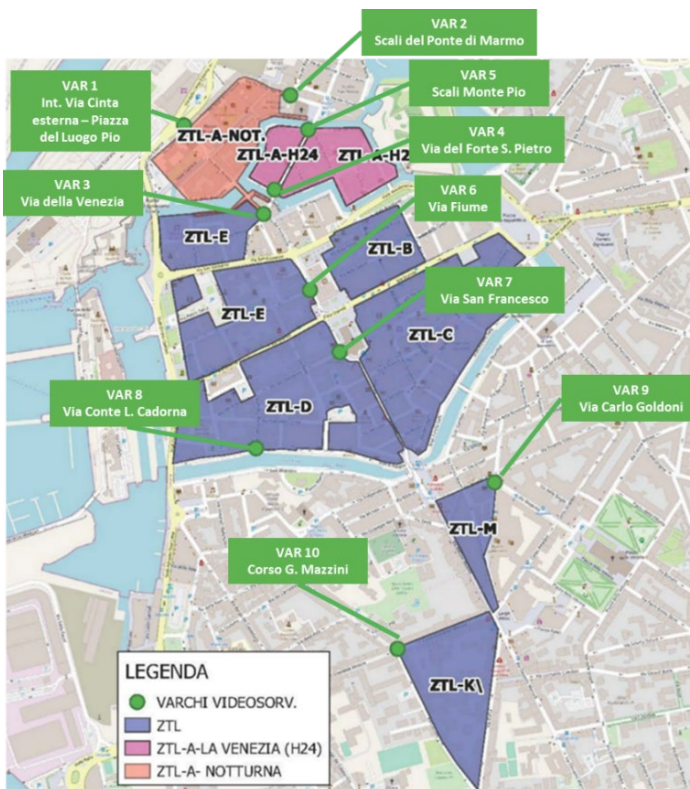 VAR 2
Scali del Ponte di Marmo
VAR 1
Int. Via Cinta
esterna – Piazza
del Luogo Pio
VAR 5
Scali Monte Pio
ZTL-A-NOT.
ZTL-A-H24
ZTL-A-H2
VAR 4
Via del Forte S. Pietro
VAR 3
Via della Venezia
VAR 6
Via Fiume
ZTL-E
ZTL-B
VAR 7
Via San Francesco
ZTL-E
ZTL-C
VAR 8
Via Conte L. Cadorna
ZTL-D
VAR 9
Via Carlo Goldoni
ZTL-M
VAR 10
Corso G. Mazzini
ZTL-K\
LEGENDA
VARCHI VIDEOSORV.
ZTL
ZTL-A-LA VENEZIA (H24)
ZTL-A- NOTTURNA